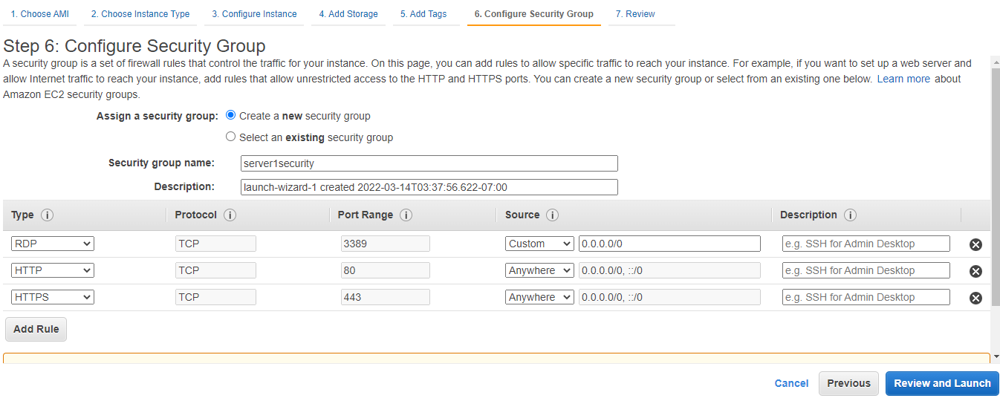 1. Choose AMI 2. Choose Instance Type 3. Configure Instance 4. Add Storage 5. Add Tags 6. Configure Security Group 7. Review
Step 6: Configure Security Group
A security group is a set of firewall rules that control the traffic for your instance. On this page, you can add rules to allow specific traffic to reach your instance. For example, if you want to set up a web server and
allow Internet traffic to reach your instance, add rules that allow unrestricted access to the HTTP and HTTPS ports. You can create a new security group or select from an existing one below. Learn more about
Amazon EC2 security groups.
Assign a security group: Create a new security group
Select an existing security group
Security group name: server1security
Description: launch-wizard-1 created 2022-03-14T03:37:56.622-07:00
Type i Protocol i Port Range i Source i Description i
RDP TCP 3389 Custom 0.0.0.0/0 e.g. SSH for Admin Desktop
HTTP TCP 80 Anywhere 0.0.0.0/0, ::/0 e.g. SSH for Admin Desktop
HTTPS TCP 443 Anywhere 0.0.0.0/0, ::/0 e.g. SSH for Admin Desktop
Add Rule
Cancel Previous Review and Launch